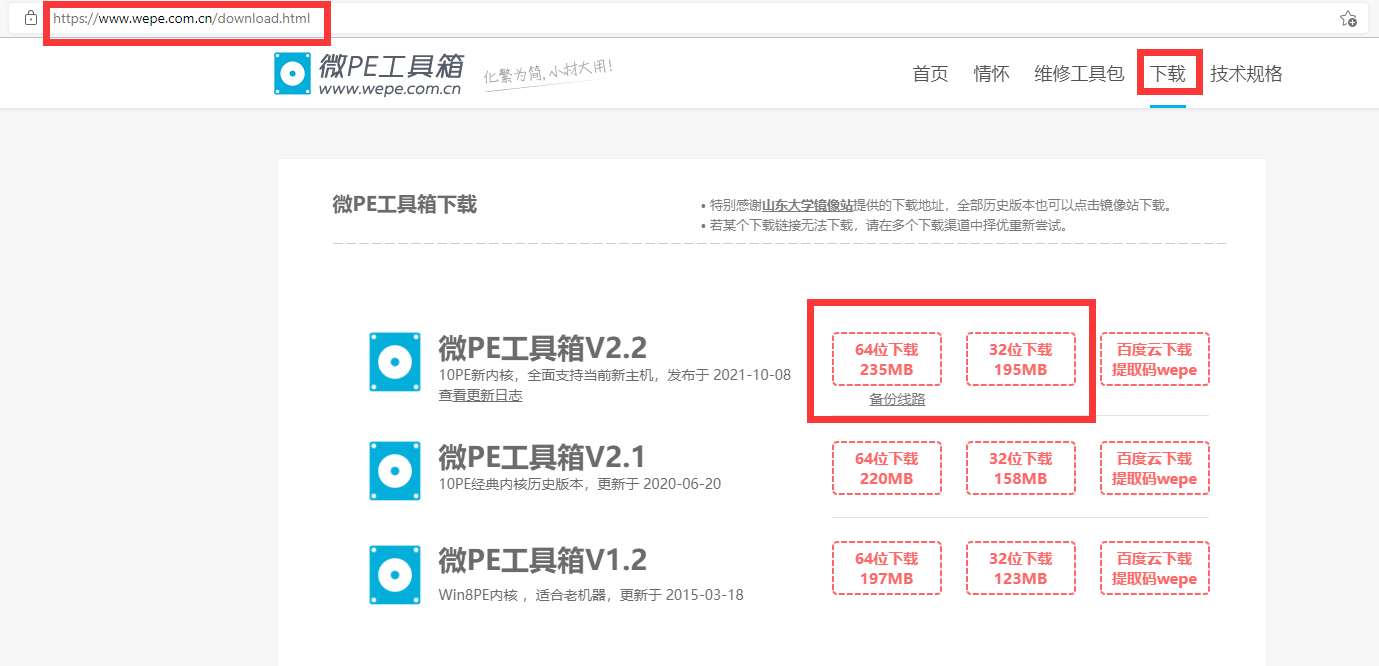 https://www.wepe.com.cn/download.html
微PE工具箱
www.wepe.com.cn
化繁为简,小材大用!
首页 情怀 维修工具包 下载 技术规格
微PE工具箱下载
• 特别感谢山东大学镜像站提供的下载地址，全部历史版本也可以点击镜像站下载。
• 若某个下载链接无法下载，请在多个下载渠道中择优重新尝试。
微PE工具箱V2.2
10PE新内核，全面支持当前新主机，发布于 2021-10-08
查看更新日志
64位下载
235MB
备份线路
32位下载
195MB
百度云下载
提取码wepe
微PE工具箱V2.1
10PE经典内核历史版本，更新于 2020-06-20
64位下载
220MB
32位下载
158MB
百度云下载
提取码wepe
微PE工具箱V1.2
Win8PE内核 ，适合老机器，更新于 2015-03-18
64位下载
197MB
32位下载
123MB
百度云下载
提取码wepe